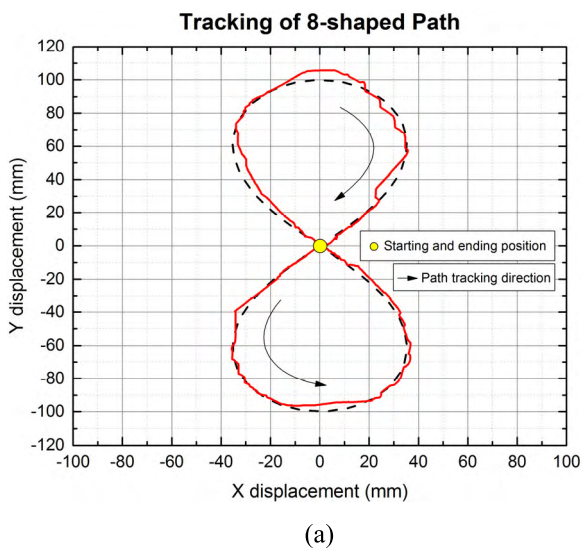 Tracking of 8-shaped Path
120
100
80
60
40
20
0
-20
-40
-60
-80
-100
-120
Y displacement (mm)
Starting and ending position
Path tracking direction
-100 -80 -60 -40 -20 0 20 40 60 80 100
X displacement (mm)
(a)